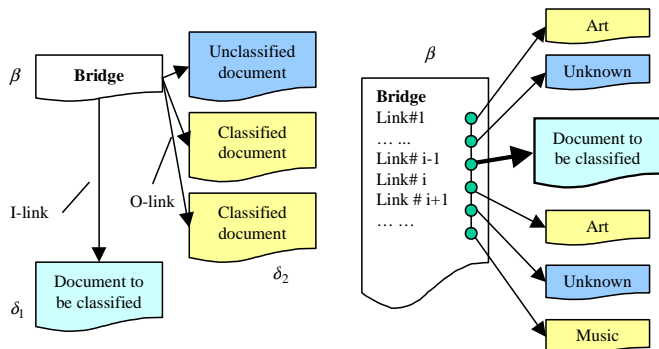 Unclassified
document
β
Bridge
Classified
document
I-link
O-link
Classified
document
δ2
Document to
be classified
δ1
β
Bridge
Link#1
… ...
Link# i-1
Link# i
Link # i+1
… …
Art
Unknown
Document to
be classified
Art
Unknown
Music